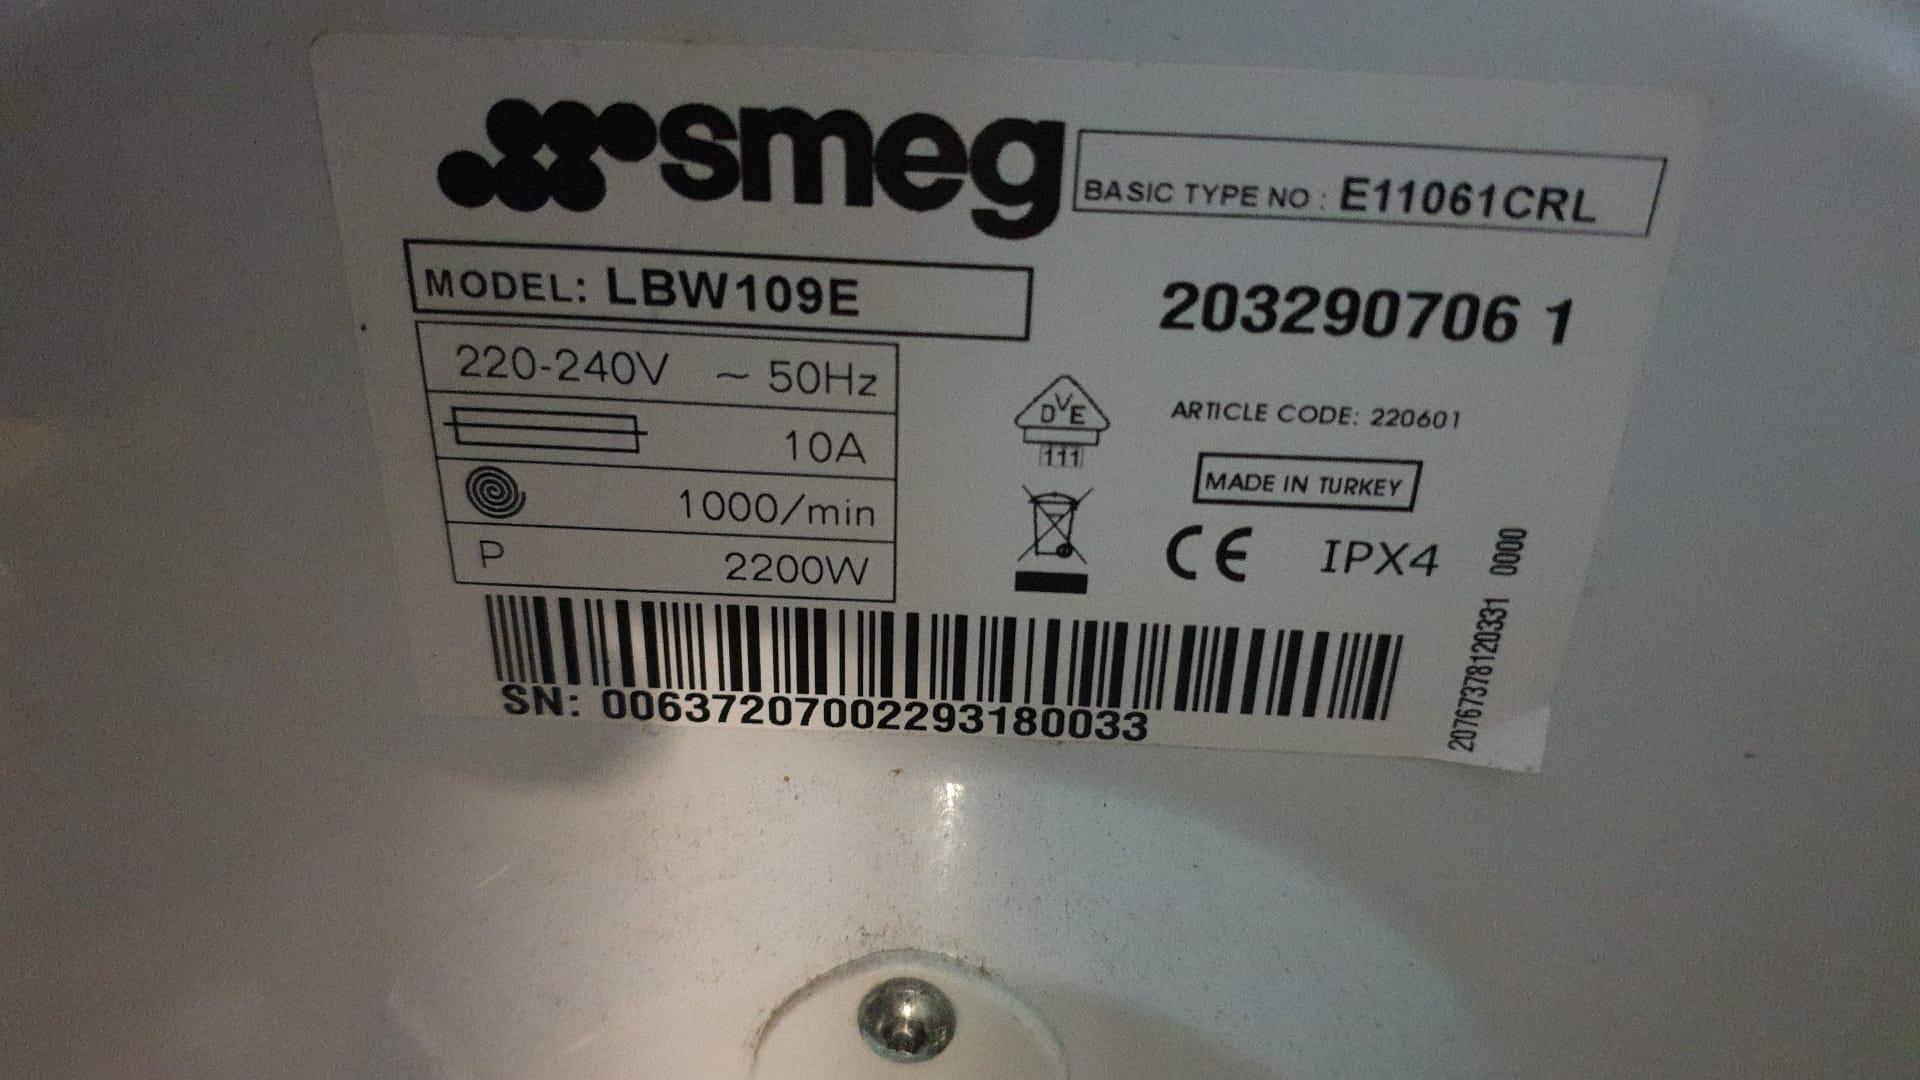 smeg
BASIC TYPE NO : E11061CRL
MODEL: LBW109E
203290706 1
220-240V ~ 50Hz
10A
1000/min
P 2200W
DVE
111
ARTICLE CODE: 220601
MADE IN TURKEY
CE IPX4
SN: 00637207002293180033
20767378120331 0000